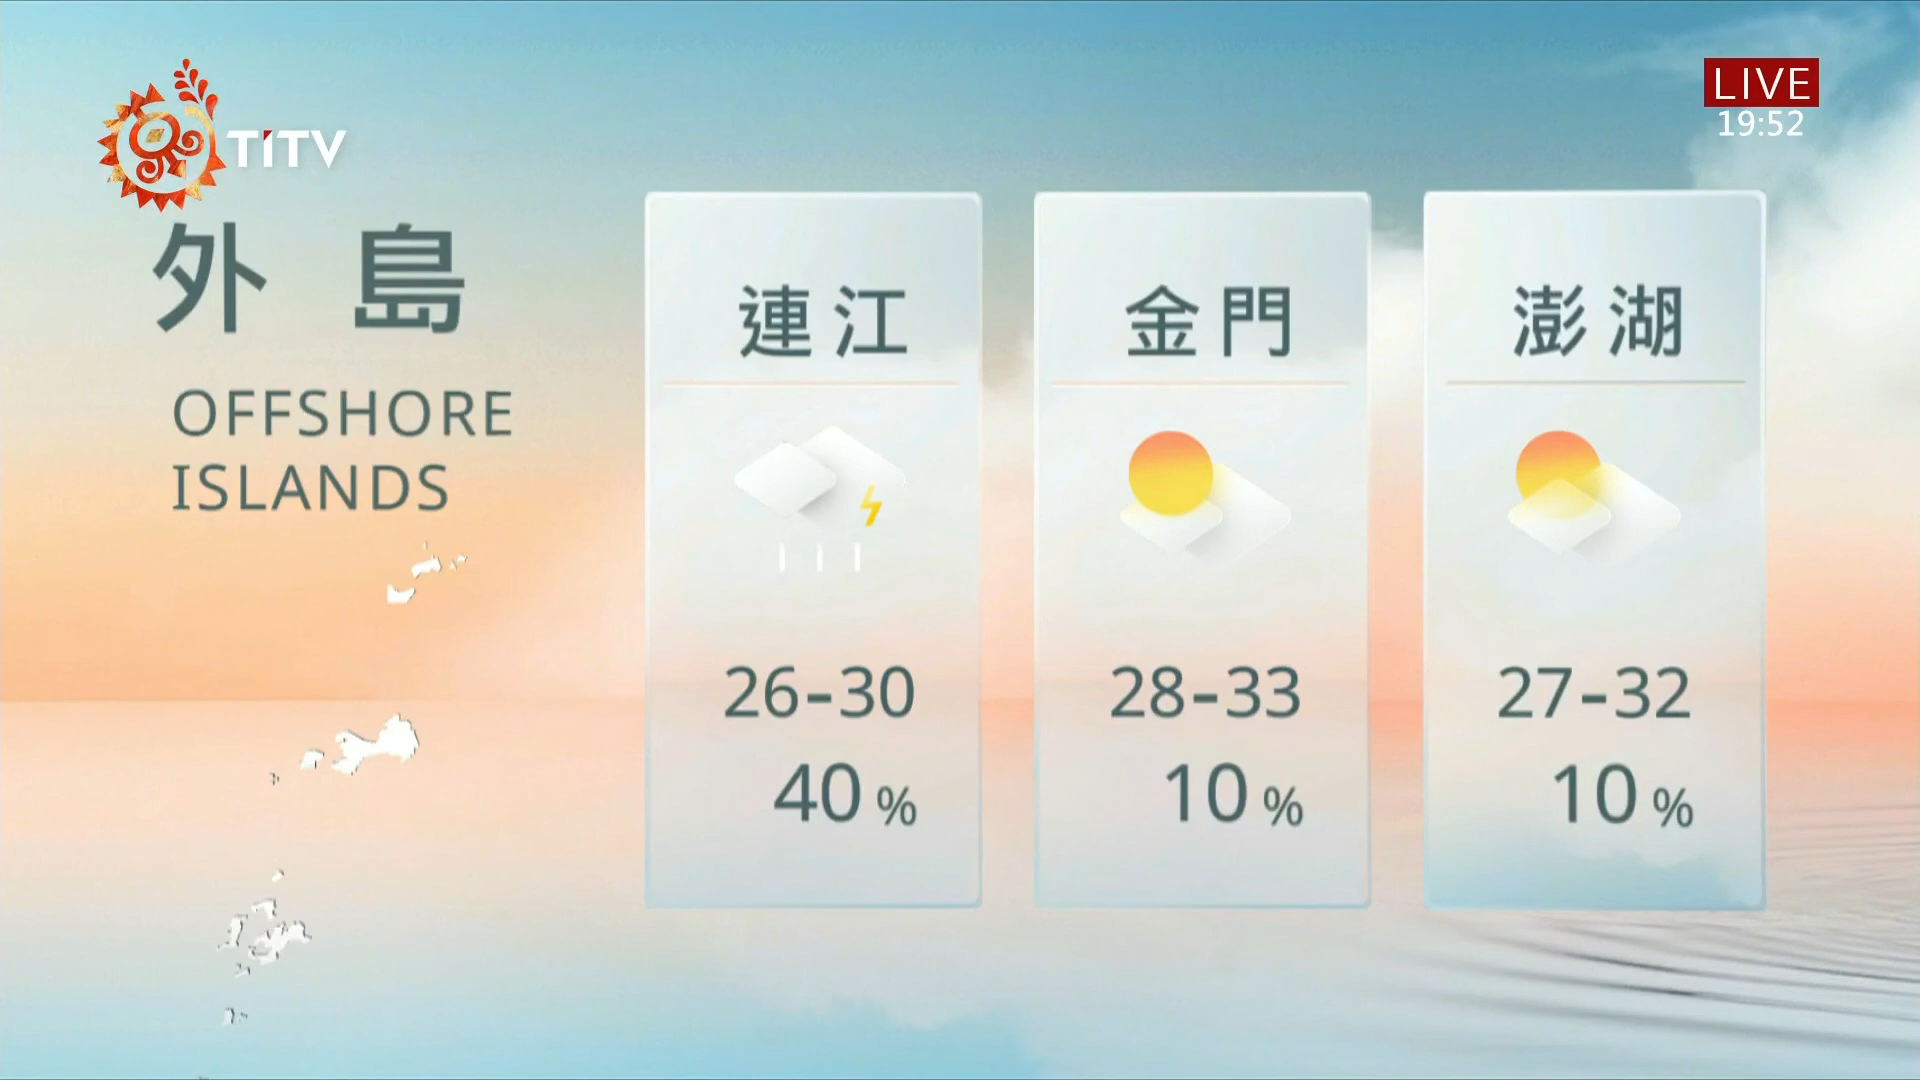 TiTV
LIVE
19:52
外島
OFFSHORE
ISLANDS
連江
26-30
40%
金門
28-33
10%
澎湖
27-32
10%